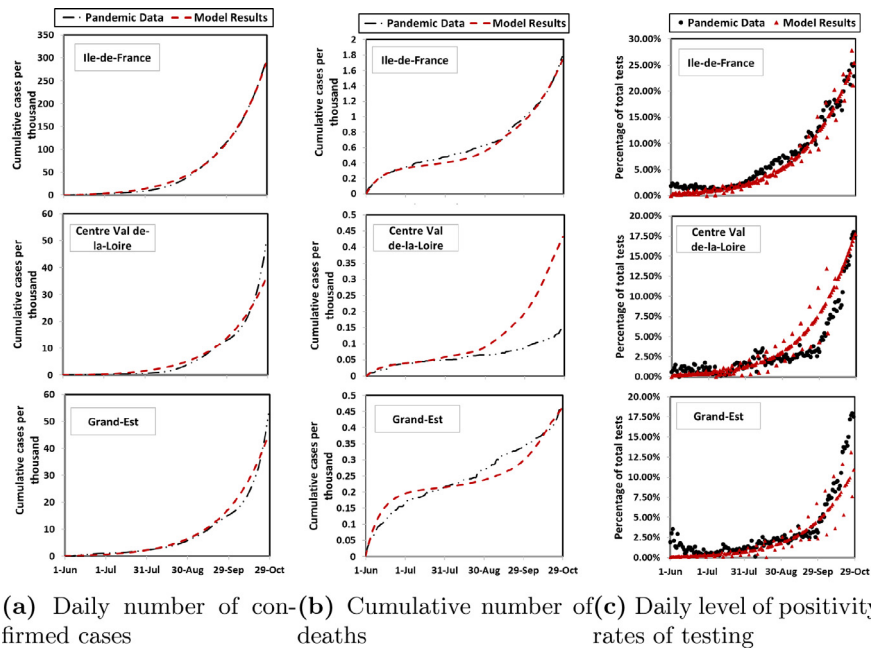 Pandemic Data Model Results
Cumulative cases per thousand
350
300
250
200
150
100
50
0
Ile-de-France
Cumulative cases per thousand
60
50
40
30
20
10
0
Centre Val de-
la-Loire
Cumulative cases per thousand
60
50
40
30
20
10
0
Grand-Est
1-Jun 1-Jul 31-Jul 30-Aug 29-Sep 29-Oct
Pandemic Data Model Results
Cumulative cases per thousand
2
1.8
1.6
1.4
1.2
1
0.8
0.6
0.4
0.2
0
Ile-de-France
Cumulative cases per thousand
0.5
0.45
0.4
0.35
0.3
0.25
0.2
0.15
0.1
0.05
0
Centre Val
de-la-Loire
Cumulative cases per thousand
0.5
0.45
0.4
0.35
0.3
0.25
0.2
0.15
0.1
0.05
0
Grand-Est
1-Jun 1-Jul 31-Jul 30-Aug 29-Sep 29-Oct
Pandemic Data Model Results
Percentage of total tests
30.00%
25.00%
20.00%
15.00%
10.00%
5.00%
0.00%
Ile-de-France
Percentage of total tests
20.00%
17.50%
15.00%
12.50%
10.00%
7.50%
5.00%
2.50%
0.00%
Centre Val
de-la-Loire
Percentage of total tests
20.00%
17.50%
15.00%
12.50%
10.00%
7.50%
5.00%
2.50%
0.00%
Grand-Est
1-Jun 1-Jul 31-Jul 30-Aug 29-Sep 29-Oct
(a) Daily number of con-
firmed cases
(b) Cumulative number of
deaths
(c) Daily level of positivity
rates of testing